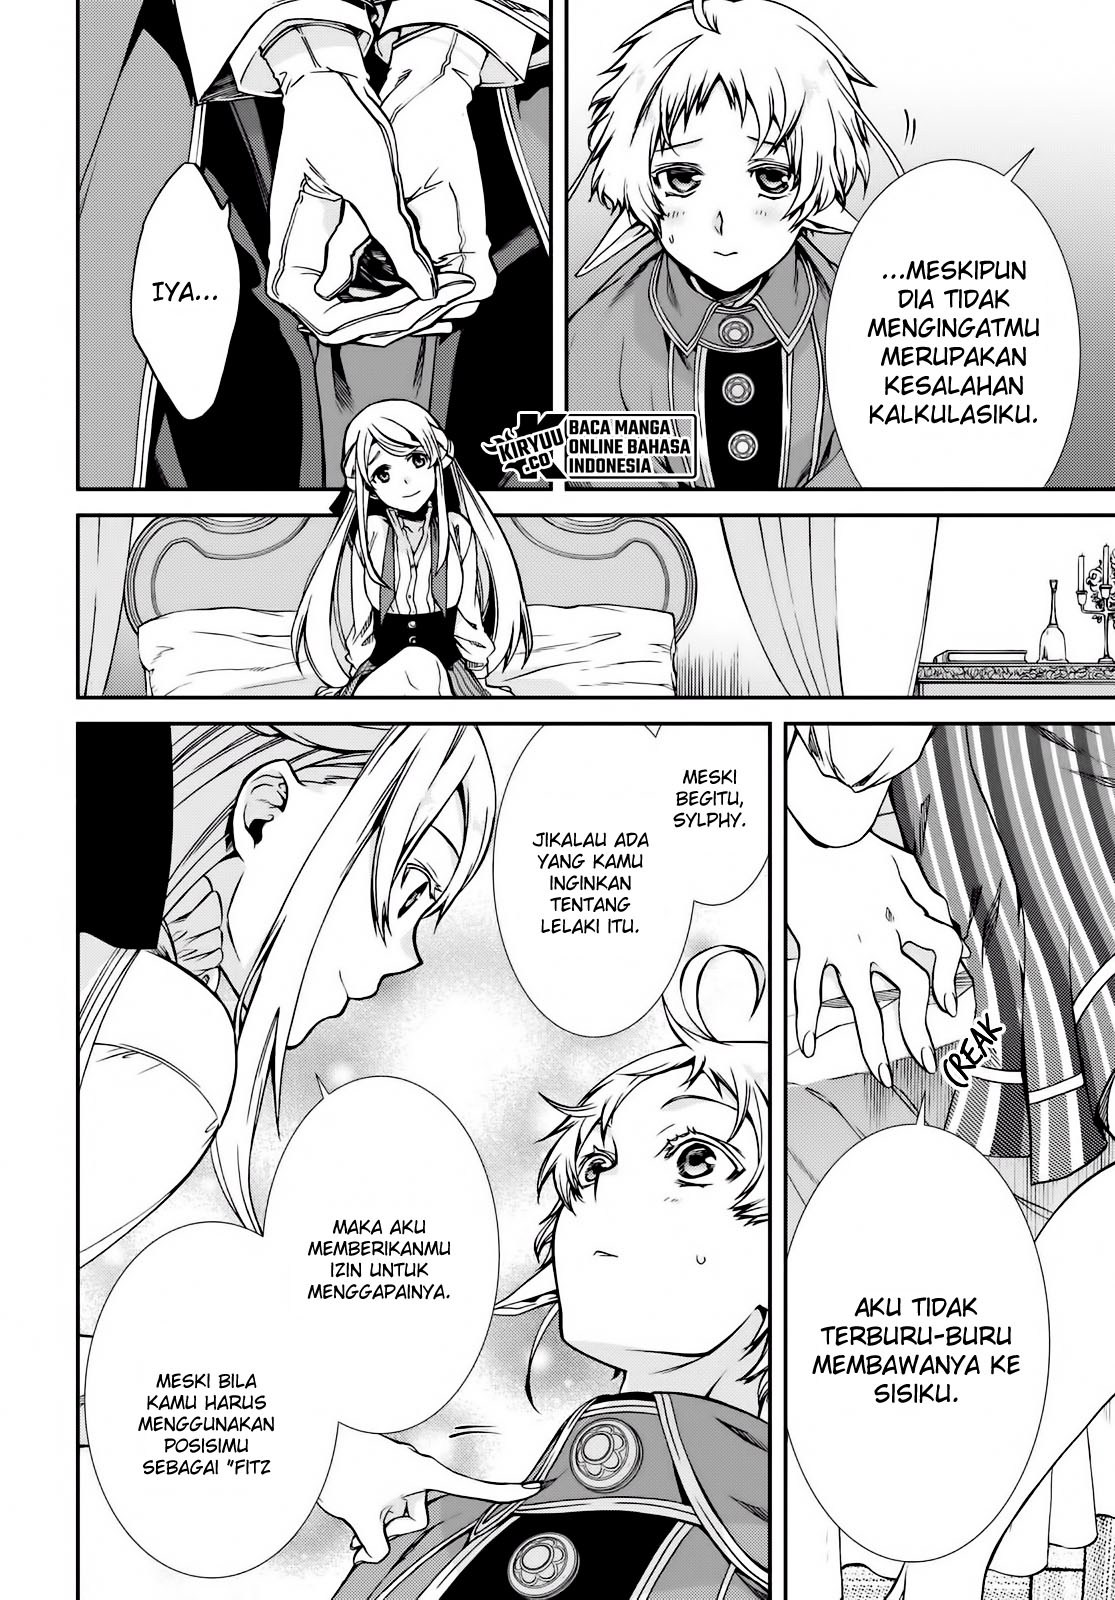 ...MESKIPUN
DIA TIDAK
MENGINGATMU
MERUPAKAN
KESALAHAN
KALKULASIKU.
IYA...
KIRYUU
.CO
BACA MANGA
ONLINE BAHASA
INDONESIA
CREAK
AKU TIDAK
TERBURU-BURU
MEMBAWANYA KE
SISIKU.
MESKI
BEGITU,
SYLPHY.
JIKALAU ADA
YANG KAMU
INGINKAN
TENTANG
LELAKI ITU.
MAKA AKU
MEMBERIKANMU
IZIN UNTUK
MENGGAPAINYA.
MESKI BILA
KAMU HARUS
MENGGUNAKAN
POSISIMU
SEBAGAI "FITZ